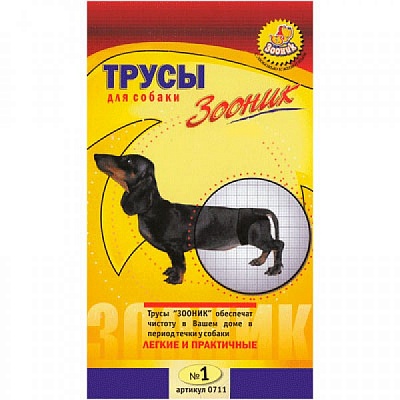 ЗООНИК
ТРУСЫ
для собаки
Зооник
ЗООНИК
Трусы "ЗООНИК" обеспечат
чистоту в Вашем доме в
период течки у собаки
ЛЕГКИЕ И ПРАКТИЧНЫЕ
№1
артикул 0711